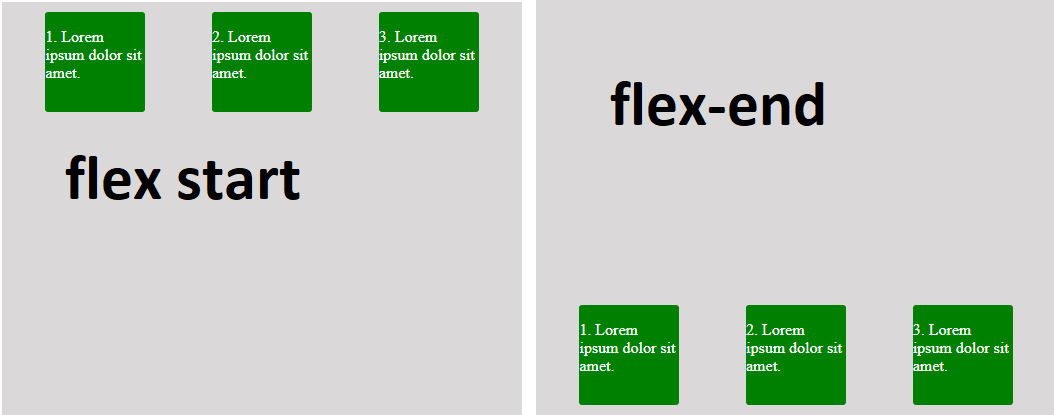 1. Lorem
ipsum dolor sit
amet.
2. Lorem
ipsum dolor sit
amet.
3. Lorem
ipsum dolor sit
amet.
flex start
flex-end
1. Lorem
ipsum dolor sit
amet.
2. Lorem
ipsum dolor sit
amet.
3. Lorem
ipsum dolor sit
amet.